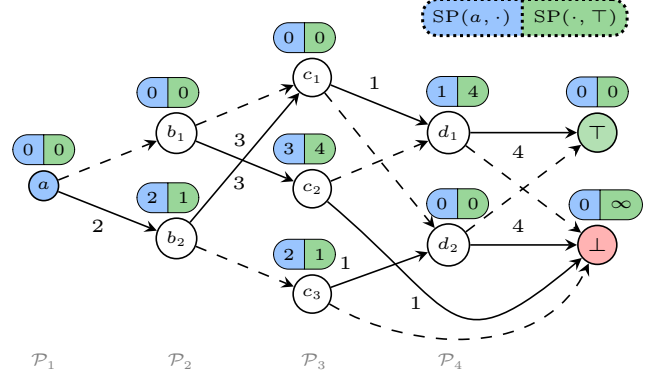 SP(a, ·) SP(·, ⊤)
0 0
c₁
1
0 0
b₁
1 4
d₁
0 0
⊤
4
3
3
0 0
a
3 4
c₂
2
2 1
b₂
0 0
d₂
4
0 ∞
⊥
2 1
c₃
1
1
𝒫₁ 𝒫₂ 𝒫₃ 𝒫₄